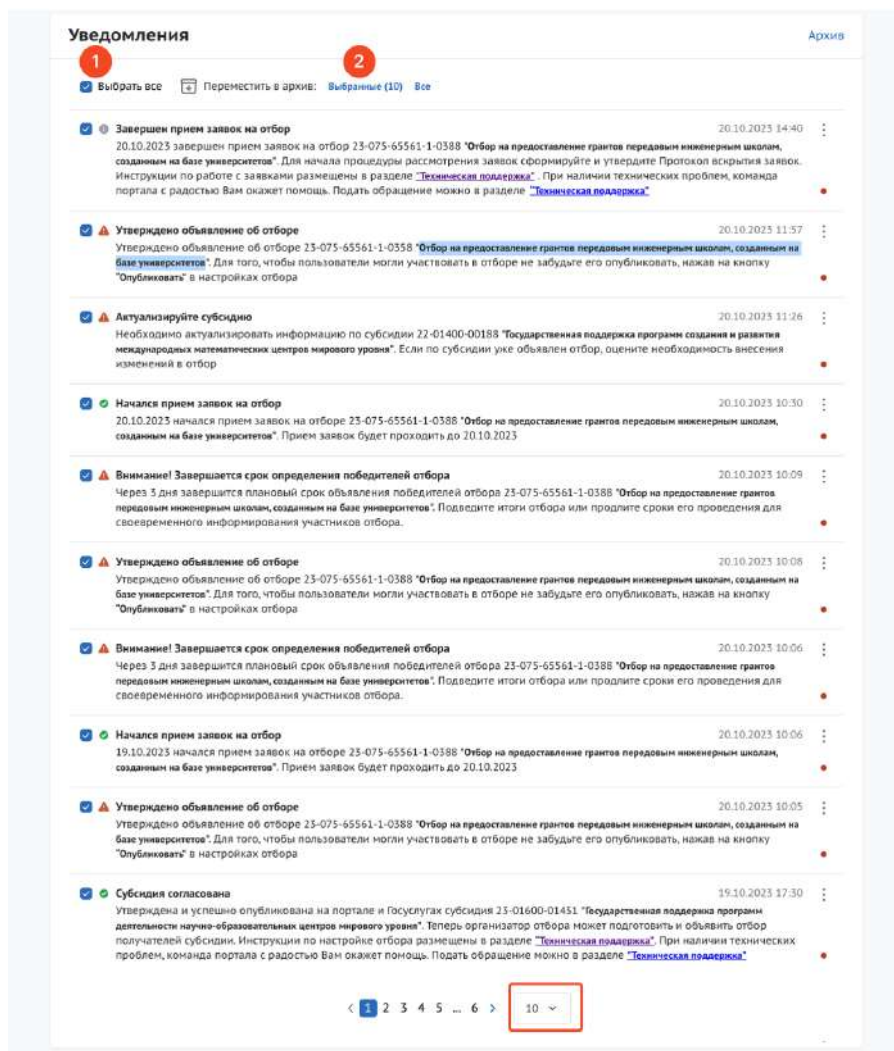 Уведомления
Архив
1
2
Выбрать все
Переместить в архив: Выбранные (10) Все
Завершен прием заявок на отбор
20.10.2023 14:40
20.10.2023 завершен прием заявок на отбор 23-075-65561-1-0388 "Отбор на предоставление грантов передовым инженерным школам,
созданным на базе университетов". Для начала процедуры рассмотрения заявок сформируйте и утвердите Протокол вскрытия заявок.
Инструкции по работе с заявками размещены в разделе "Техническая поддержка" . При наличии технических проблем, команда
портала с радостью Вам окажет помощь. Подать обращение можно в разделе "Техническая поддержка"
Утверждено объявление об отборе
20.10.2023 11:57
Утверждено объявление об отборе 23-075-65561-1-0358 "Отбор на предоставление грантов передовым инженерным школам, созданным на
базе университетов". Для того, чтобы пользователи могли участвовать в отборе не забудьте его опубликовать, нажав на кнопку
"Опубликовать" в настройках отбора
Актуализируйте субсидию
20.10.2023 11:26
Необходимо актуализировать информацию по субсидии 22-01400-00188 "Государственная поддержка программ создания и развития
международных математических центров мирового уровня". Если по субсидии уже объявлен отбор, оцените необходимость внесения
изменений в отбор
Начался прием заявок на отбор
20.10.2023 10:30
20.10.2023 начался прием заявок на отборе 23-075-65561-1-0388 "Отбор на предоставление грантов передовым инженерным школам,
созданным на базе университетов". Прием заявок будет проходить до 20.10.2023
Внимание! Завершается срок определения победителей отбора
20.10.2023 10:09
Через 3 дня завершится плановый срок объявления победителей отбора 23-075-65561-1-0388 "Отбор на предоставление грантов
передовым инженерным школам, созданным на базе университетов". Подведите итоги отбора или продлите сроки его проведения для
своевременного информирования участников отбора.
Утверждено объявление об отборе
20.10.2023 10:08
Утверждено объявление об отборе 23-075-65561-1-0388 "Отбор на предоставление грантов передовым инженерным школам, созданным на
базе университетов". Для того, чтобы пользователи могли участвовать в отборе не забудьте его опубликовать, нажав на кнопку
"Опубликовать" в настройках отбора
Внимание! Завершается срок определения победителей отбора
20.10.2023 10:06
Через 3 дня завершится плановый срок объявления победителей отбора 23-075-65561-1-0388 "Отбор на предоставление грантов
передовым инженерным школам, созданным на базе университетов". Подведите итоги отбора или продлите сроки его проведения для
своевременного информирования участников отбора.
Начался прием заявок на отбор
20.10.2023 10:06
19.10.2023 начался прием заявок на отборе 23-075-65561-1-0388 "Отбор на предоставление грантов передовым инженерным школам,
созданным на базе университетов". Прием заявок будет проходить до 20.10.2023
Утверждено объявление об отборе
20.10.2023 10:05
Утверждено объявление об отборе 23-075-65561-1-0388 "Отбор на предоставление грантов передовым инженерным школам, созданным на
базе университетов". Для того, чтобы пользователи могли участвовать в отборе не забудьте его опубликовать, нажав на кнопку
"Опубликовать" в настройках отбора
Субсидия согласована
19.10.2023 17:30
Утверждена и успешно опубликована на портале и Госуслугах субсидия 23-01600-01451 "Государственная поддержка программ
деятельности научно-образовательных центров мирового уровня". Теперь организатор отбора может подготовить и объявить отбор
получателей субсидии. Инструкции по настройке отбора размещены в разделе "Техническая поддержка". При наличии технических
проблем, команда портала с радостью Вам окажет помощь. Подать обращение можно в разделе "Техническая поддержка"
< 1 2 3 4 5 ... 6 > 10